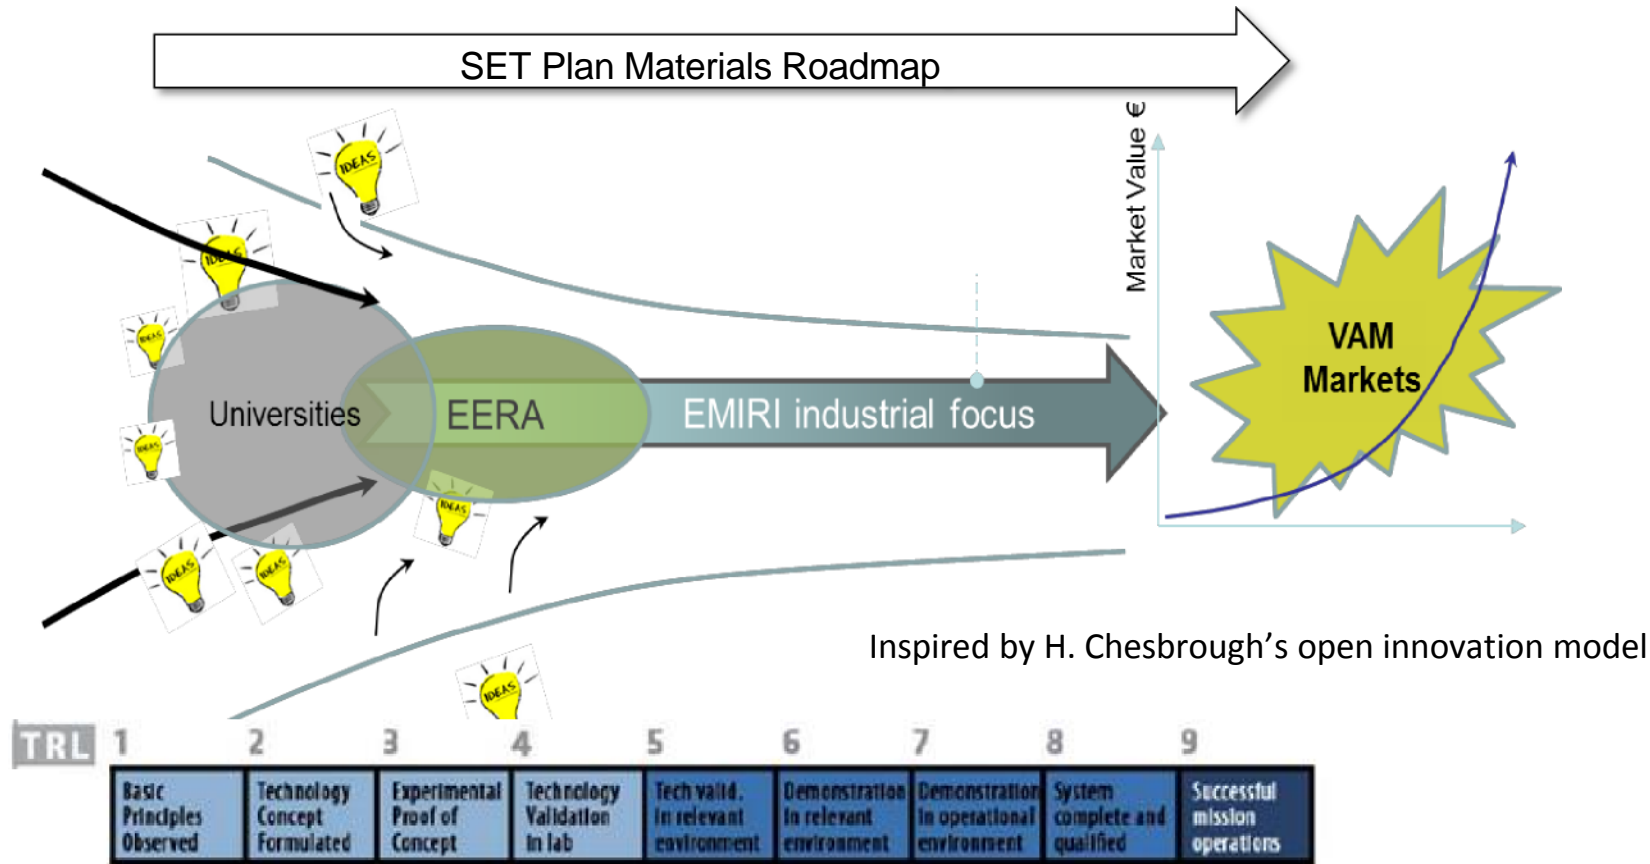 SET Plan Materials Roadmap
Market Value €
IDEAS
IDEAS
IDEAS
IDEAS
IDEAS
IDEAS
IDEAS
IDEAS
Universities
EERA
EMIRI industrial focus
VAM
Markets
Inspired by H. Chesbrough’s open innovation model
TRL 1 2 3 4 5 6 7 8 9
Basic
Principles
Observed
Technology
Concept
Formulated
Experimental
Proof of
Concept
Technology
Validation
in lab
Tech valid.
in relevant
environment
Demonstration
in relevant
environment
Demonstration
in operational
environment
System
complete and
qualified
Successful
mission
operations